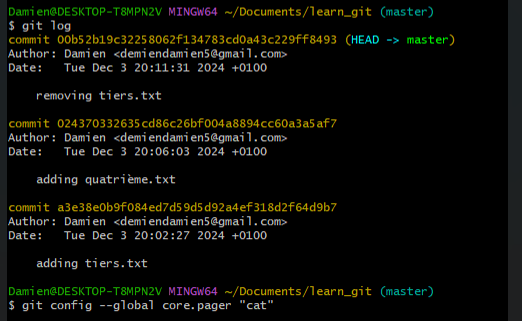 Damien@DESKTOP-T8MPN2V MINGW64 ~/Documents/learn_git (master)
$ git log
commit 00b52b19c32258062f134783cd0a43c229ff8493 (HEAD -> master)
Author: Damien <demiendamien5@gmail.com>
Date:   Tue Dec 3 20:11:31 2024 +0100

    removing tiers.txt

commit 024370332635cd86c26bf004a8894cc60a3a5af7
Author: Damien <demiendamien5@gmail.com>
Date:   Tue Dec 3 20:06:03 2024 +0100

    adding quatrième.txt

commit a3e38e0b9f084ed7d59d5d92a4ef318d2f64d9b7
Author: Damien <demiendamien5@gmail.com>
Date:   Tue Dec 3 20:02:27 2024 +0100

    adding tiers.txt

Damien@DESKTOP-T8MPN2V MINGW64 ~/Documents/learn_git (master)
$ git config --global core.pager "cat"